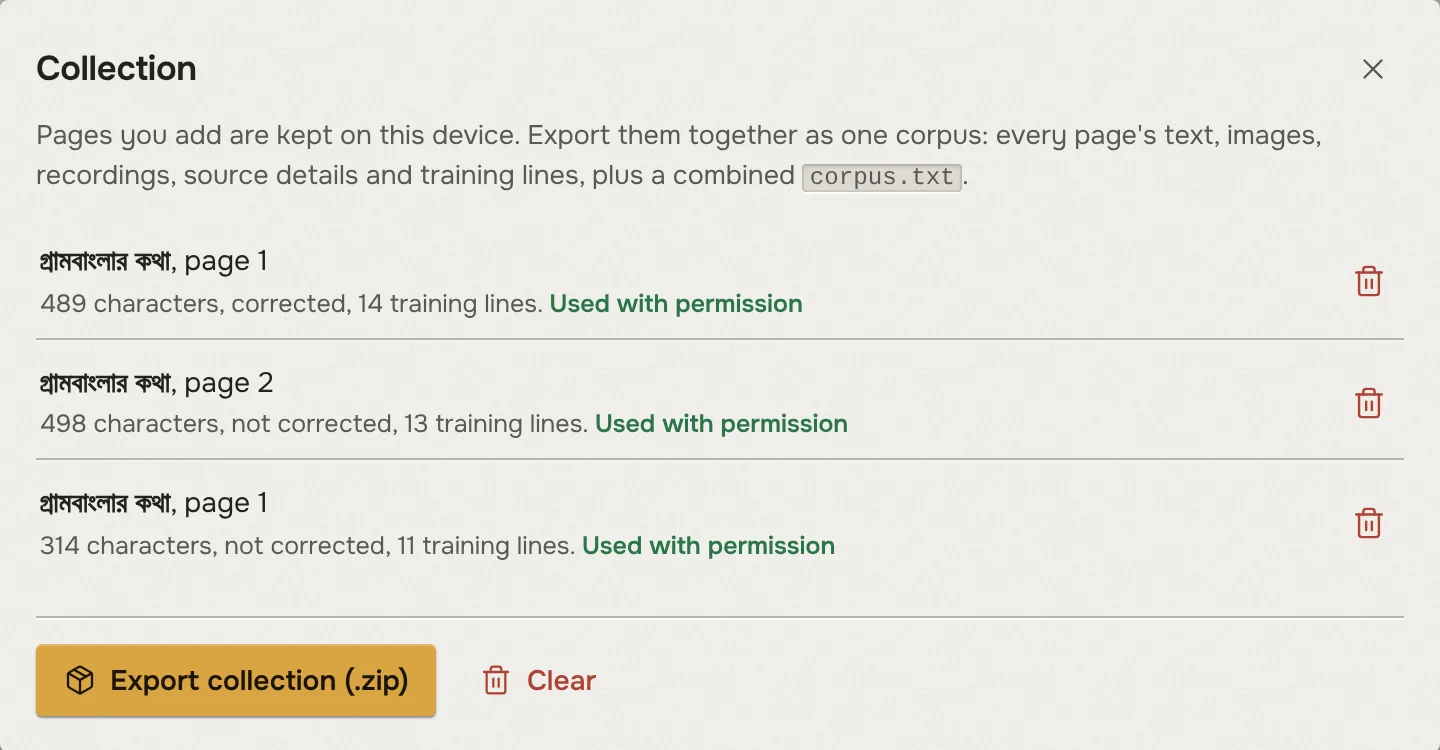 Collection
Pages you add are kept on this device. Export them together as one corpus: every page's text, images,
recordings, source details and training lines, plus a combined corpus.txt.
গ্রামবাংলার কথা, page 1
489 characters, corrected, 14 training lines. Used with permission
গ্রামবাংলার কথা, page 2
498 characters, not corrected, 13 training lines. Used with permission
গ্রামবাংলার কথা, page 1
314 characters, not corrected, 11 training lines. Used with permission
Export collection (.zip) Clear